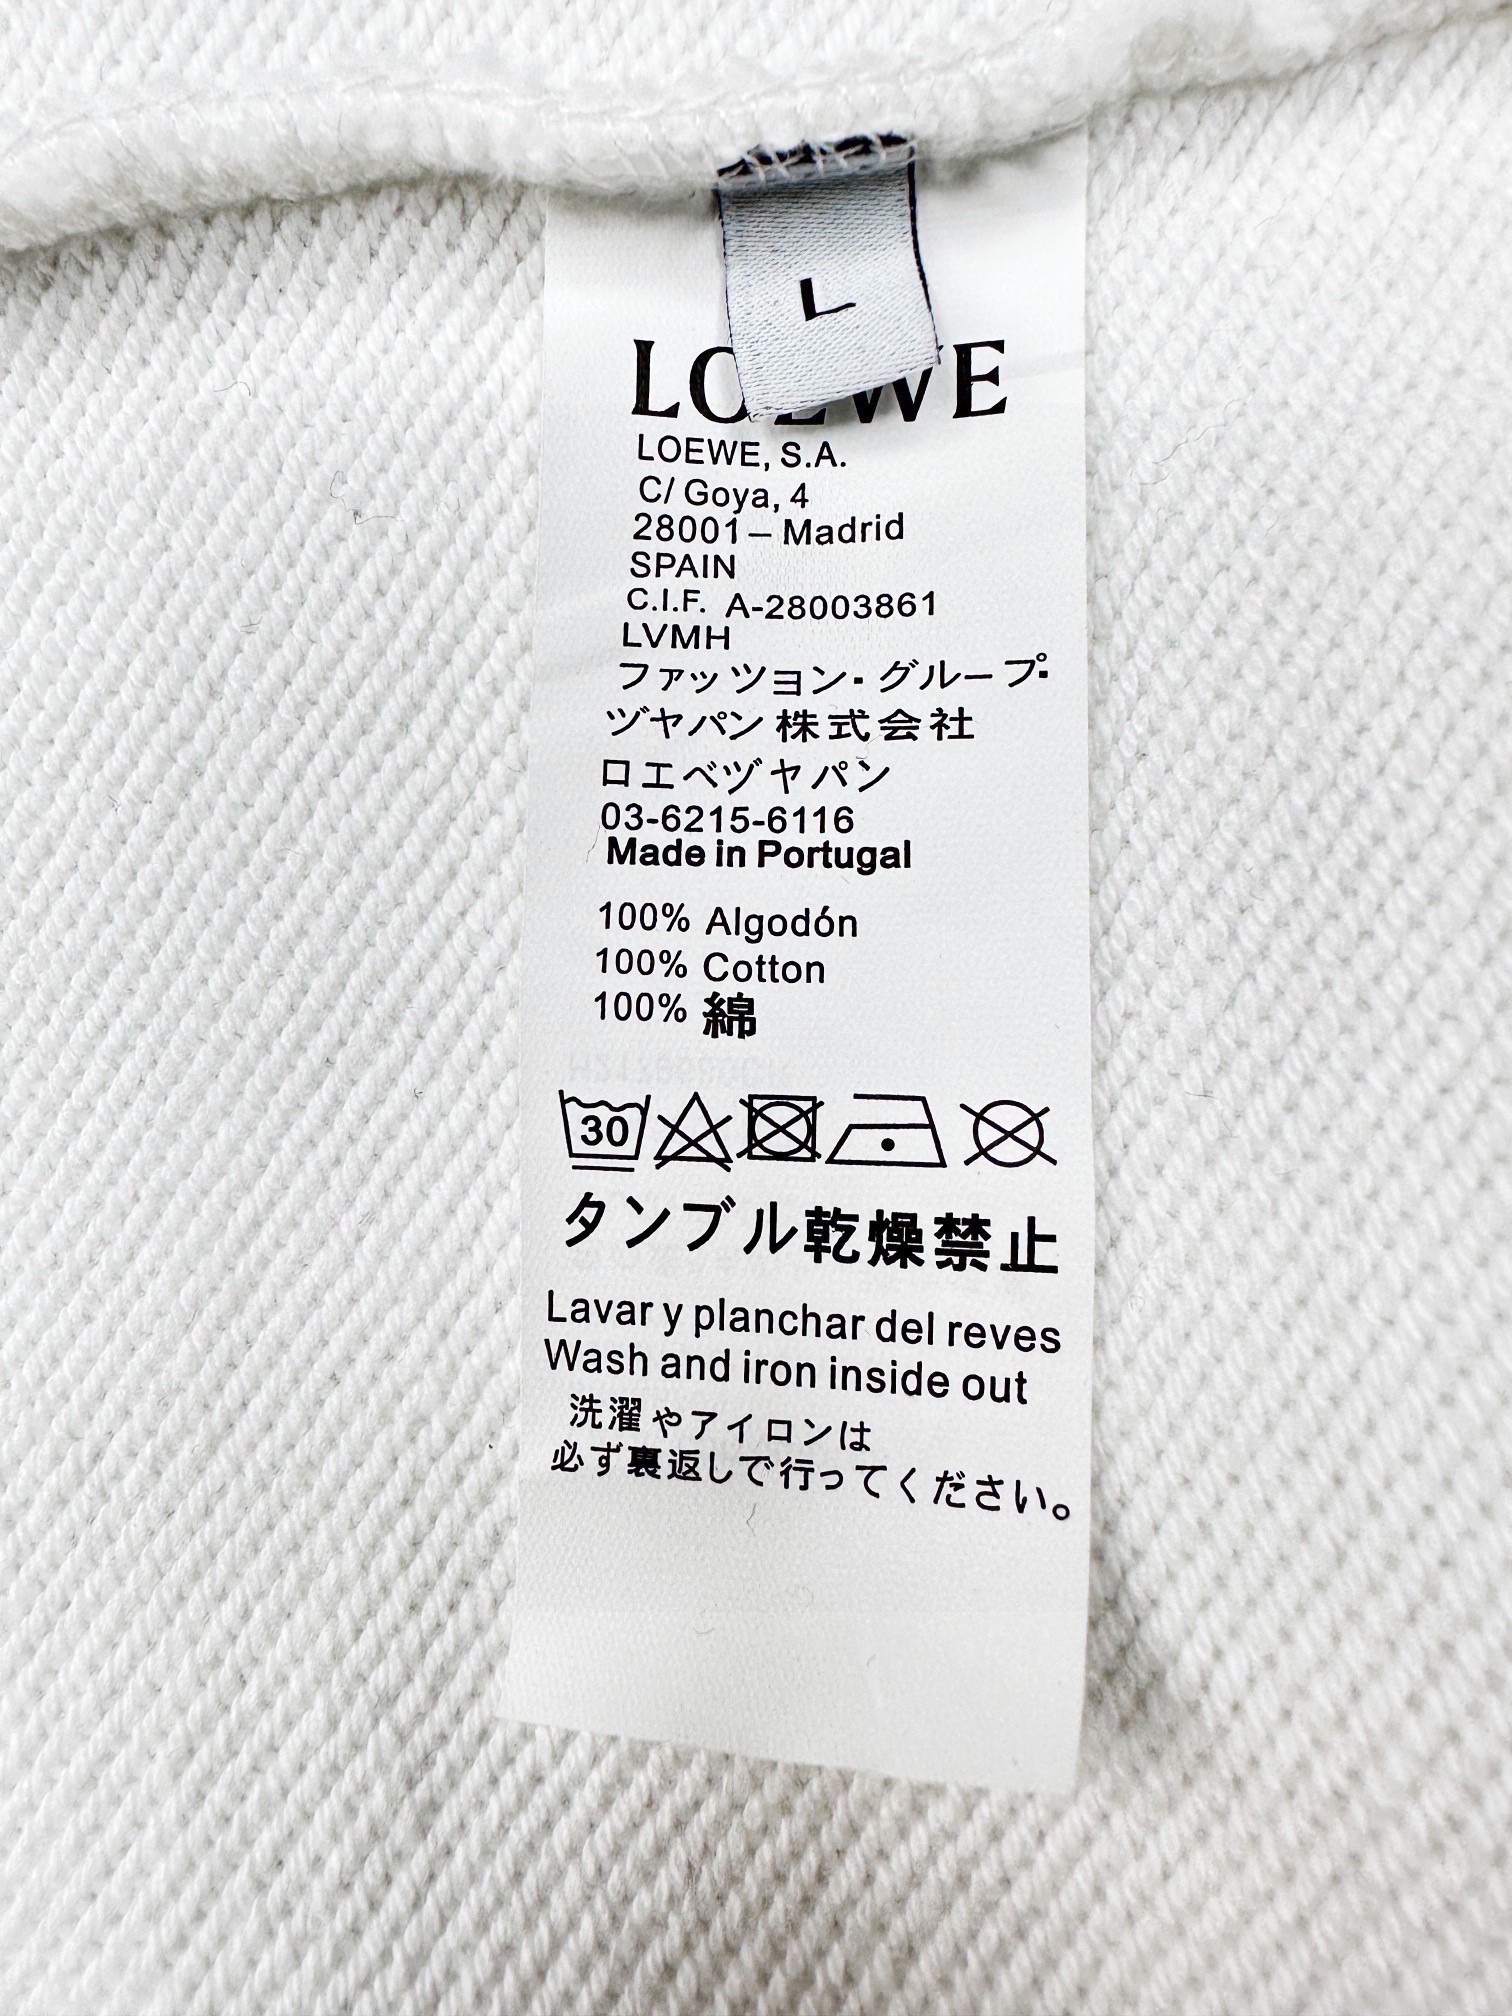 L
LOEWE
LOEWE, S.A.
C/ Goya, 4
28001 – Madrid
SPAIN
C.I.F. A-28003861
LVMH
ファッツョン・グループ・
ヅャパン 株式会社
ロエベヅャパン
03-6215-6116
Made in Portugal
100% Algodón
100% Cotton
100% 綿
30
タンブル乾燥禁止
Lavar y planchar del reves
Wash and iron inside out
洗濯やアイロンは
必ず裏返しで行ってください。